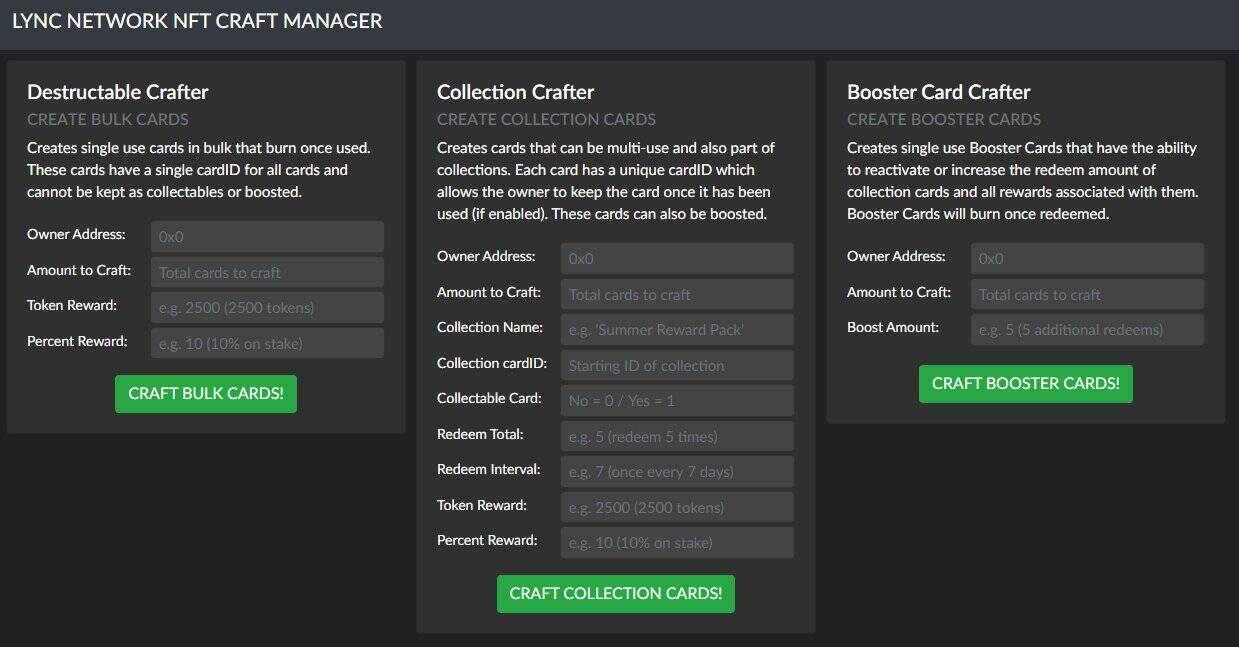 LYNC NETWORK NFT CRAFT MANAGER
Destructable Crafter
CREATE BULK CARDS
Creates single use cards in bulk that burn once used.
These cards have a single cardID for all cards and
cannot be kept as collectables or boosted.
Owner Address: 0x0
Amount to Craft: Total cards to craft
Token Reward: e.g. 2500 (2500 tokens)
Percent Reward: e.g. 10 (10% on stake)
CRAFT BULK CARDS!
Collection Crafter
CREATE COLLECTION CARDS
Creates cards that can be multi-use and also part of
collections. Each card has a unique cardID which
allows the owner to keep the card once it has been
used (if enabled). These cards can also be boosted.
Owner Address: 0x0
Amount to Craft: Total cards to craft
Collection Name: e.g. 'Summer Reward Pack'
Collection cardID: Starting ID of collection
Collectable Card: No = 0 / Yes = 1
Redeem Total: e.g. 5 (redeem 5 times)
Redeem Interval: e.g. 7 (once every 7 days)
Token Reward: e.g. 2500 (2500 tokens)
Percent Reward: e.g. 10 (10% on stake)
CRAFT COLLECTION CARDS!
Booster Card Crafter
CREATE BOOSTER CARDS
Creates single use Booster Cards that have the ability
to reactivate or increase the redeem amount of
collection cards and all rewards associated with them.
Booster Cards will burn once redeemed.
Owner Address: 0x0
Amount to Craft: Total cards to craft
Boost Amount: e.g. 5 (5 additional redeems)
CRAFT BOOSTER CARDS!